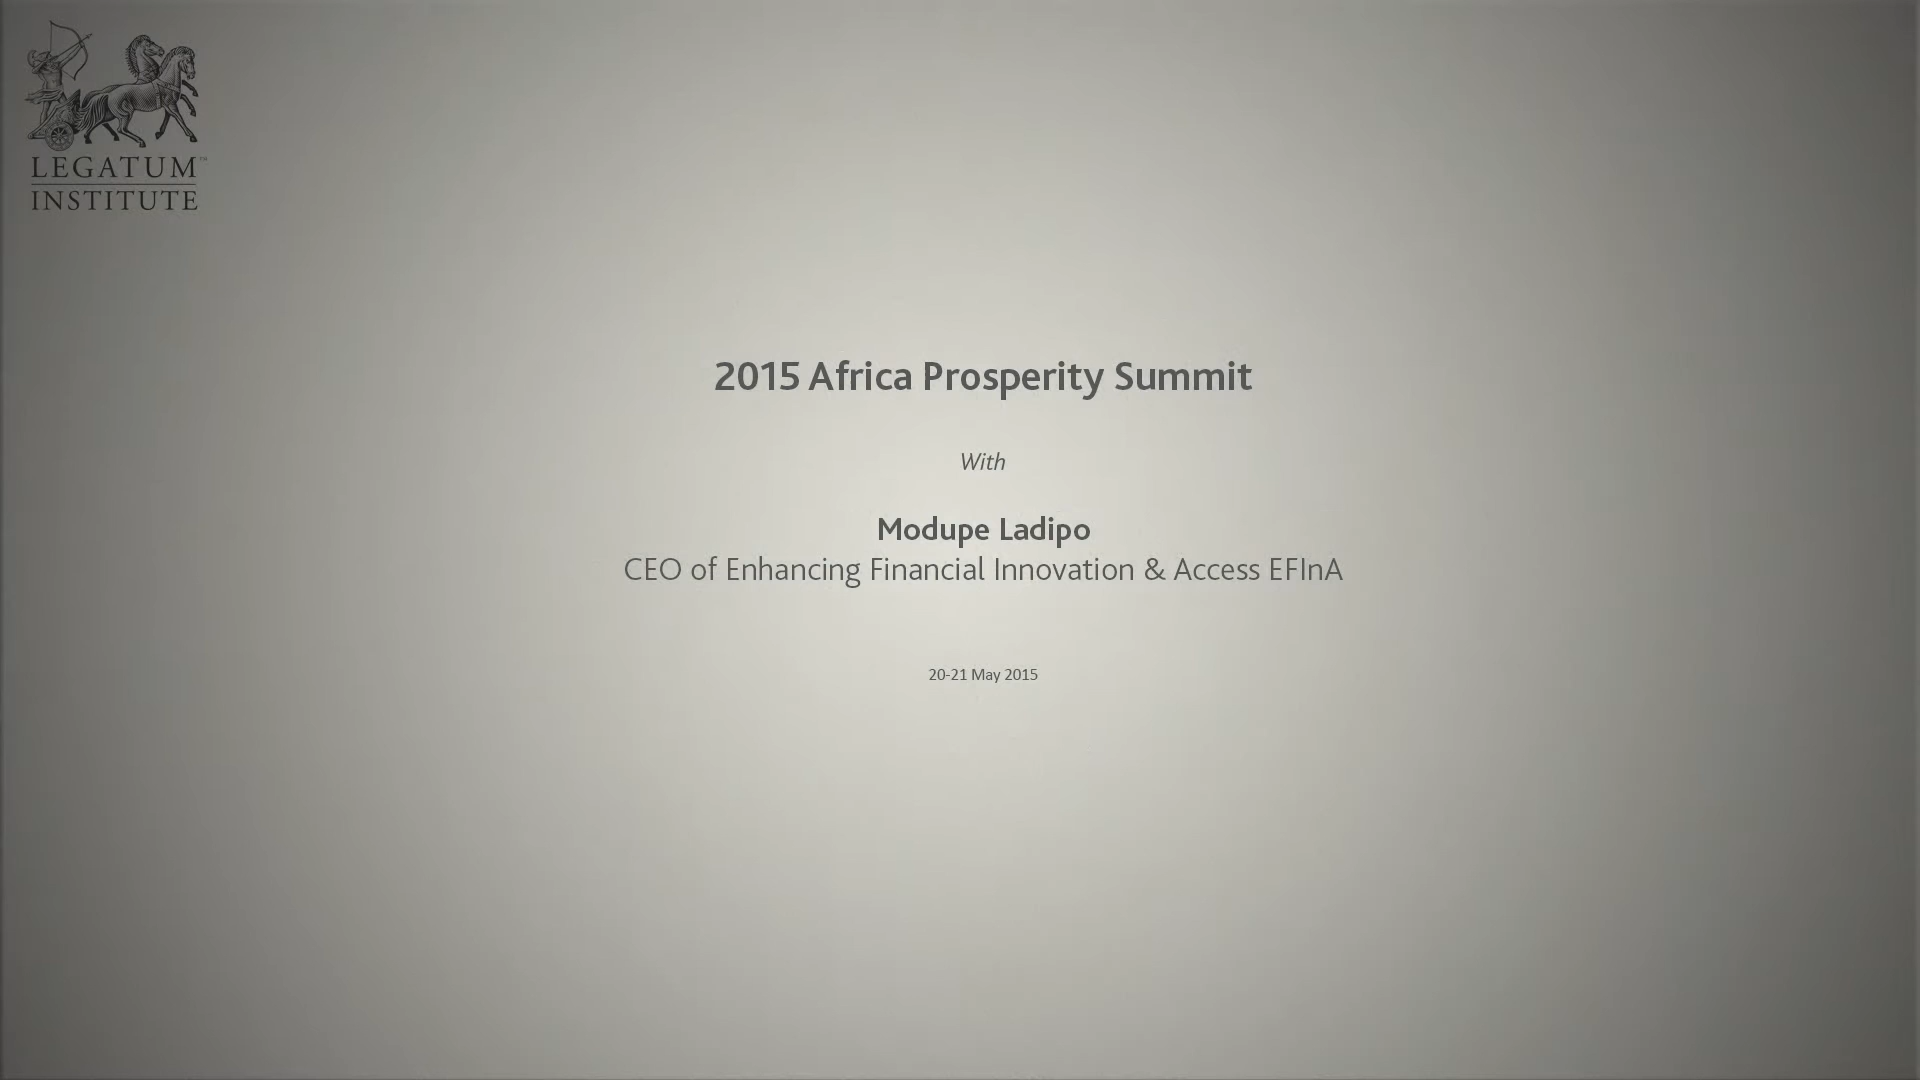 LEGATUM™
INSTITUTE
2015 Africa Prosperity Summit
With
Modupe Ladipo
CEO of Enhancing Financial Innovation & Access EFInA
20-21 May 2015